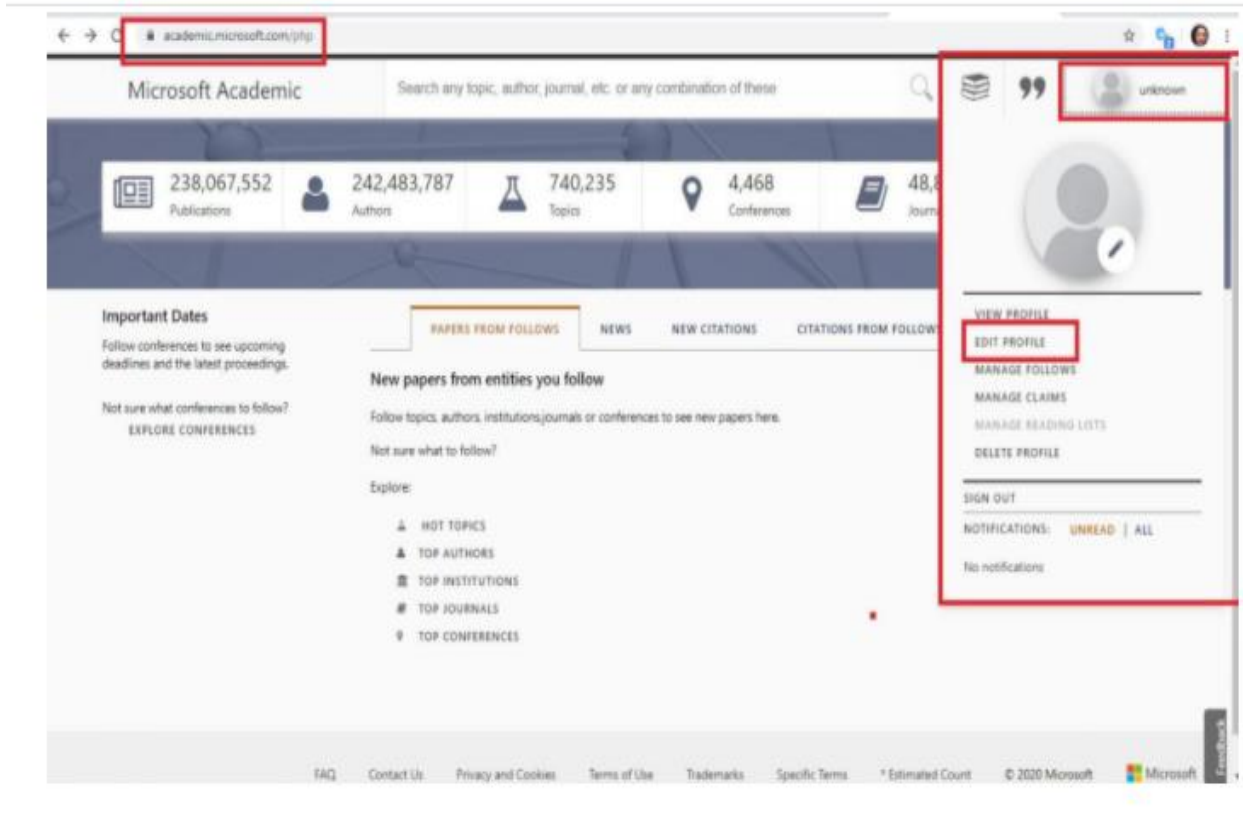 academic.microsoft.com/php
Microsoft Academic
Search any topic, author, journal, etc. or any combination of these
unknown
238,067,552
Publications
242,483,787
Authors
740,235
Topics
4,468
Conferences
48,8
Journa
Important Dates
Follow conferences to see upcoming
deadlines and the latest proceedings.
Not sure what conferences to follow?
EXPLORE CONFERENCES
PAPERS FROM FOLLOWS
NEWS
NEW CITATIONS
CITATIONS FROM FOLLOWS
New papers from entities you follow
Follow topics, authors, institutions,journals or conferences to see new papers here.
Not sure what to follow?
Explore:
HOT TOPICS
TOP AUTHORS
TOP INSTITUTIONS
TOP JOURNALS
TOP CONFERENCES
VIEW PROFILE
EDIT PROFILE
MANAGE FOLLOWS
MANAGE CLAIMS
MANAGE READING LISTS
DELETE PROFILE
SIGN OUT
NOTIFICATIONS: UNREAD | ALL
No notifications
Feedback
FAQ Contact Us Privacy and Cookies Terms of Use Trademarks Specific Terms * Estimated Count © 2020 Microsoft Microsoft